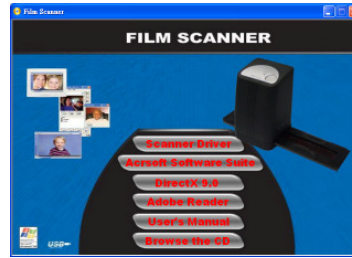 Film Scanner
FILM SCANNER
Scanner Driver
Acrsoft Software Suite
DirectX 9.0
Adobe Reader
User's Manual
Browse the CD
USB